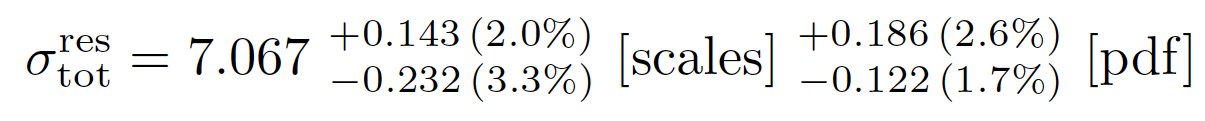 σ_tot^res = 7.067 +0.143 (2.0%) −0.232 (3.3%) [scales] +0.186 (2.6%) −0.122 (1.7%) [pdf]